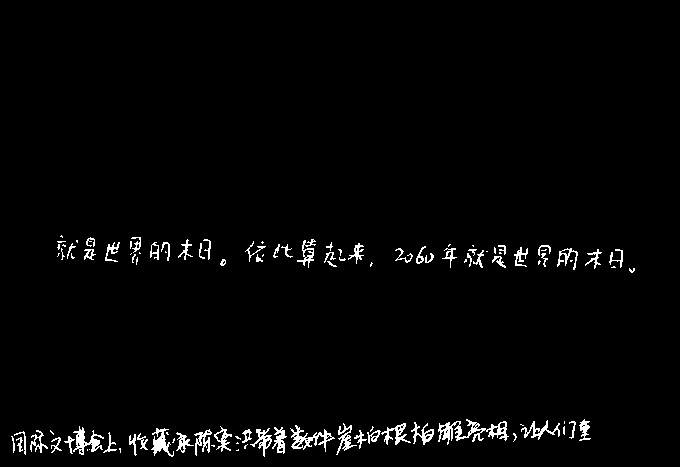 就是世界的末日。依此算起来，2060年就是世界的末日。
国际文博会上，收藏家陈实洪带着数件崖柏根柏雕亮相，让人们重